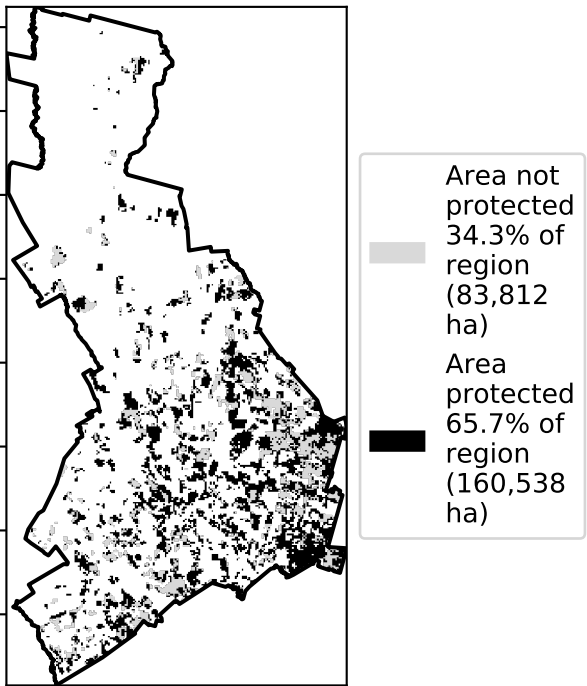 Area not
protected
34.3% of
region
(83,812
ha)
Area
protected
65.7% of
region
(160,538
ha)